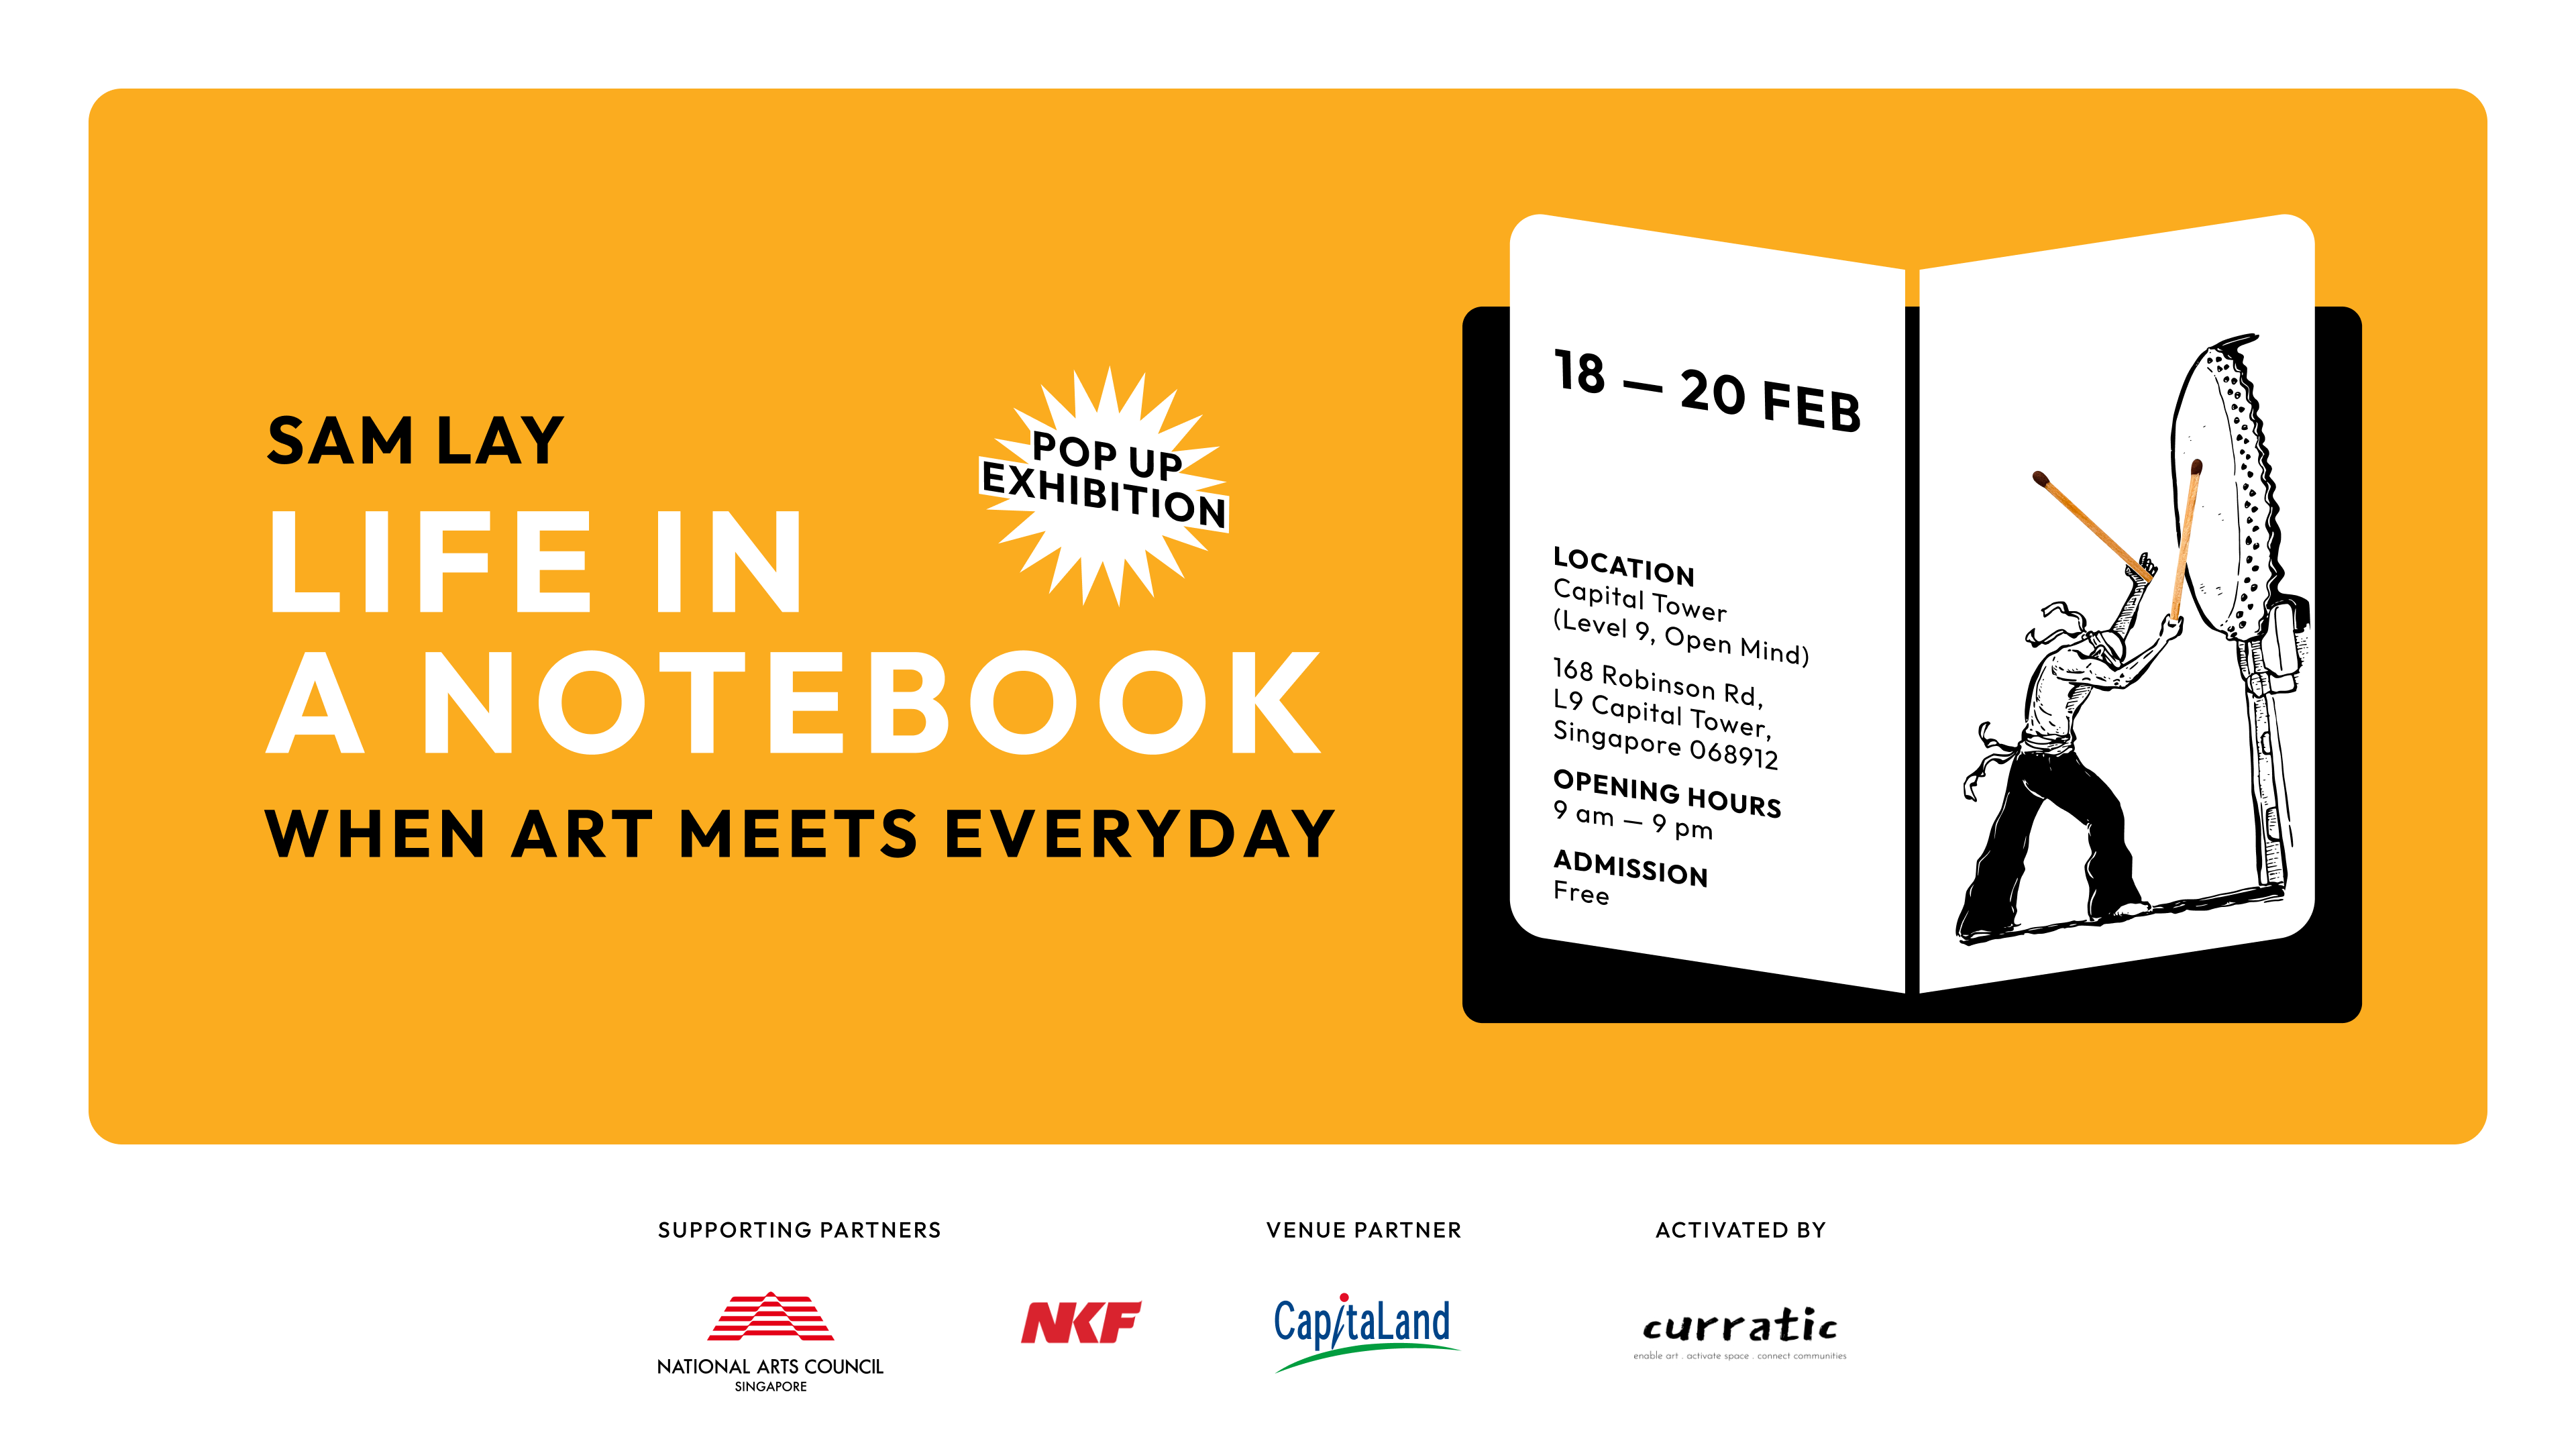 SAM LAY
LIFE IN
A NOTEBOOK
WHEN ART MEETS EVERYDAY
POP UP
EXHIBITION
18 — 20 FEB
LOCATION
Capital Tower
(Level 9, Open Mind)
168 Robinson Rd,
L9 Capital Tower,
Singapore 068912
OPENING HOURS
9 am — 9 pm
ADMISSION
Free
SUPPORTING PARTNERS
NATIONAL ARTS COUNCIL
SINGAPORE
NKF
VENUE PARTNER
CapitaLand
ACTIVATED BY
curratic
enable art . activate space . connect communities